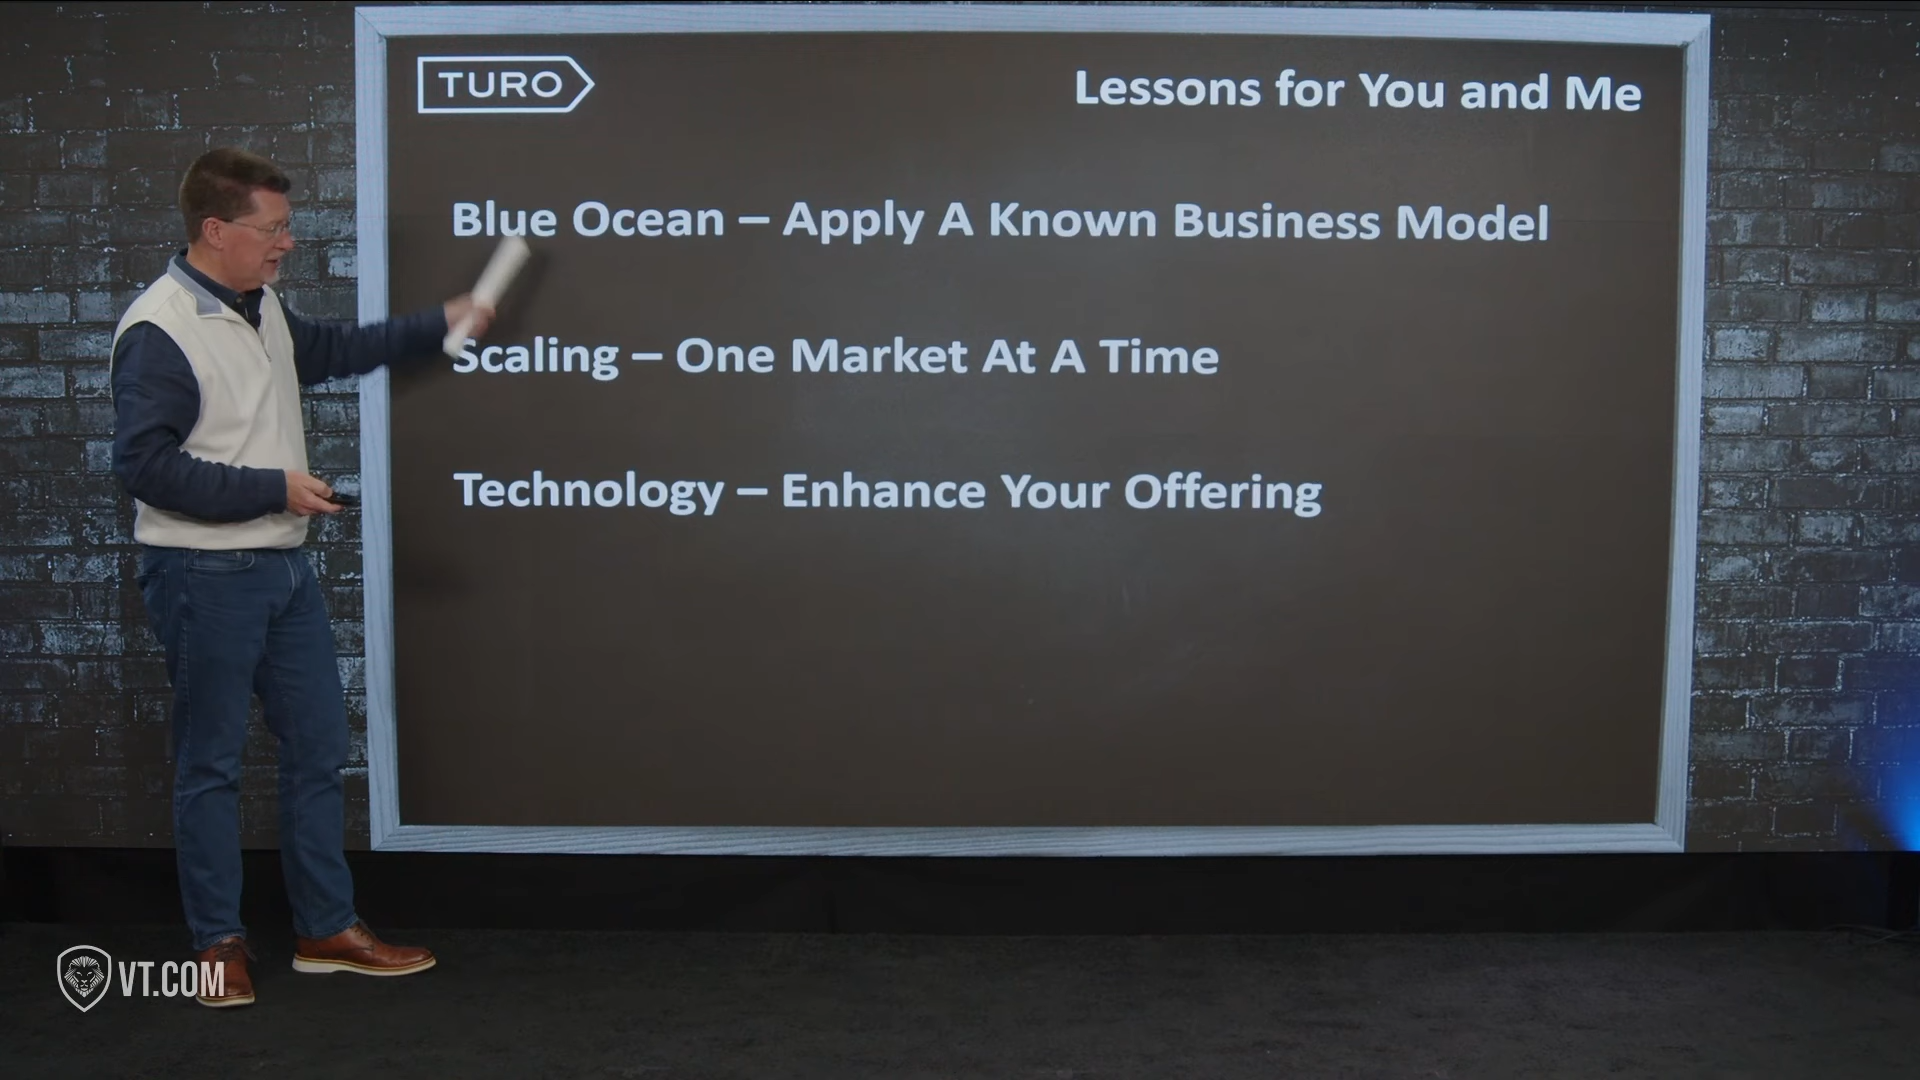 TURO
Lessons for You and Me
Blue Ocean – Apply A Known Business Model
Scaling – One Market At A Time
Technology – Enhance Your Offering
VT.COM